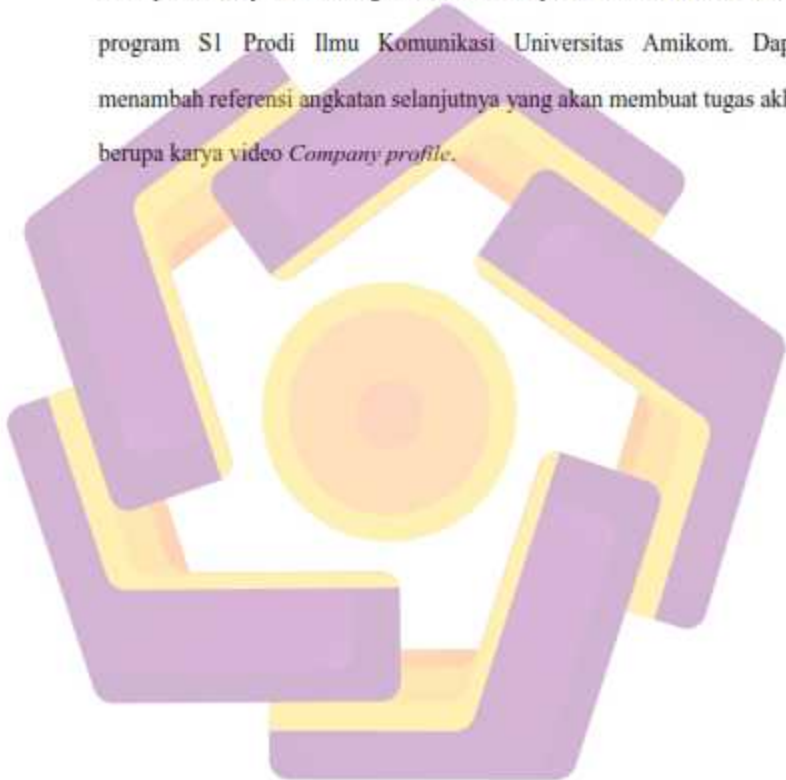 program S1 Prodi Ilmu Komunikasi Universitas Amikom. Dap
menambah referensi angkatan selanjutnya yang akan membuat tugas akh
berupa karya video Company profile.